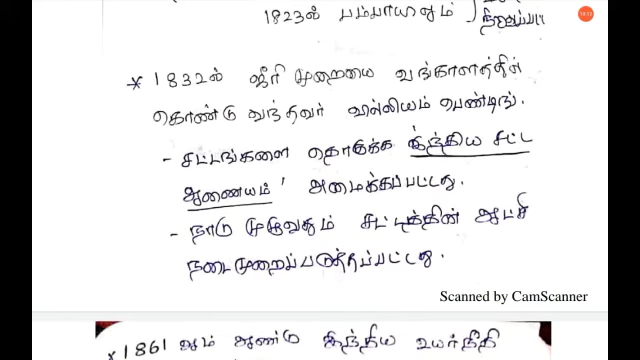 1823ல் பம்பாயிலும்
* 1832ல் ஜீரி முறையை வங்காளத்தின்
கொண்டு வந்தவர் வில்லியம் பெண்டிங்.
- சட்டங்களை தொகுக்க இந்திய சட்ட
ஆணையம்' அமைக்கப்பட்டது.
- நாடு முழுவதும் சட்டத்தின் ஆட்சி
நடைமுறைப்படுத்தப்பட்டது.
Scanned by CamScanner
* 1861 ஆம் ஆண்டு இந்திய உயர்நீதி